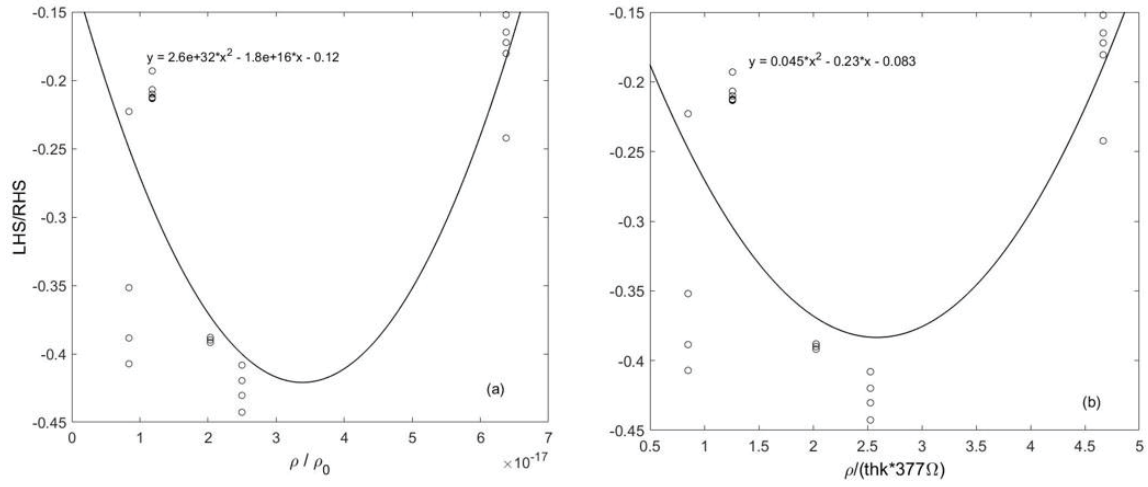 -0.15
y = 2.6e+32*x² - 1.8e+16*x - 0.12
-0.2
-0.25
-0.3
-0.35
-0.4
-0.45
LHS/RHS
(a)
0 1 2 3 4 5 6 7
×10⁻¹⁷
ρ / ρ₀
-0.15
y = 0.045*x² - 0.23*x - 0.083
-0.2
-0.25
-0.3
-0.35
-0.4
-0.45
(b)
0.5 1 1.5 2 2.5 3 3.5 4 4.5 5
ρ/(thk*377Ω)